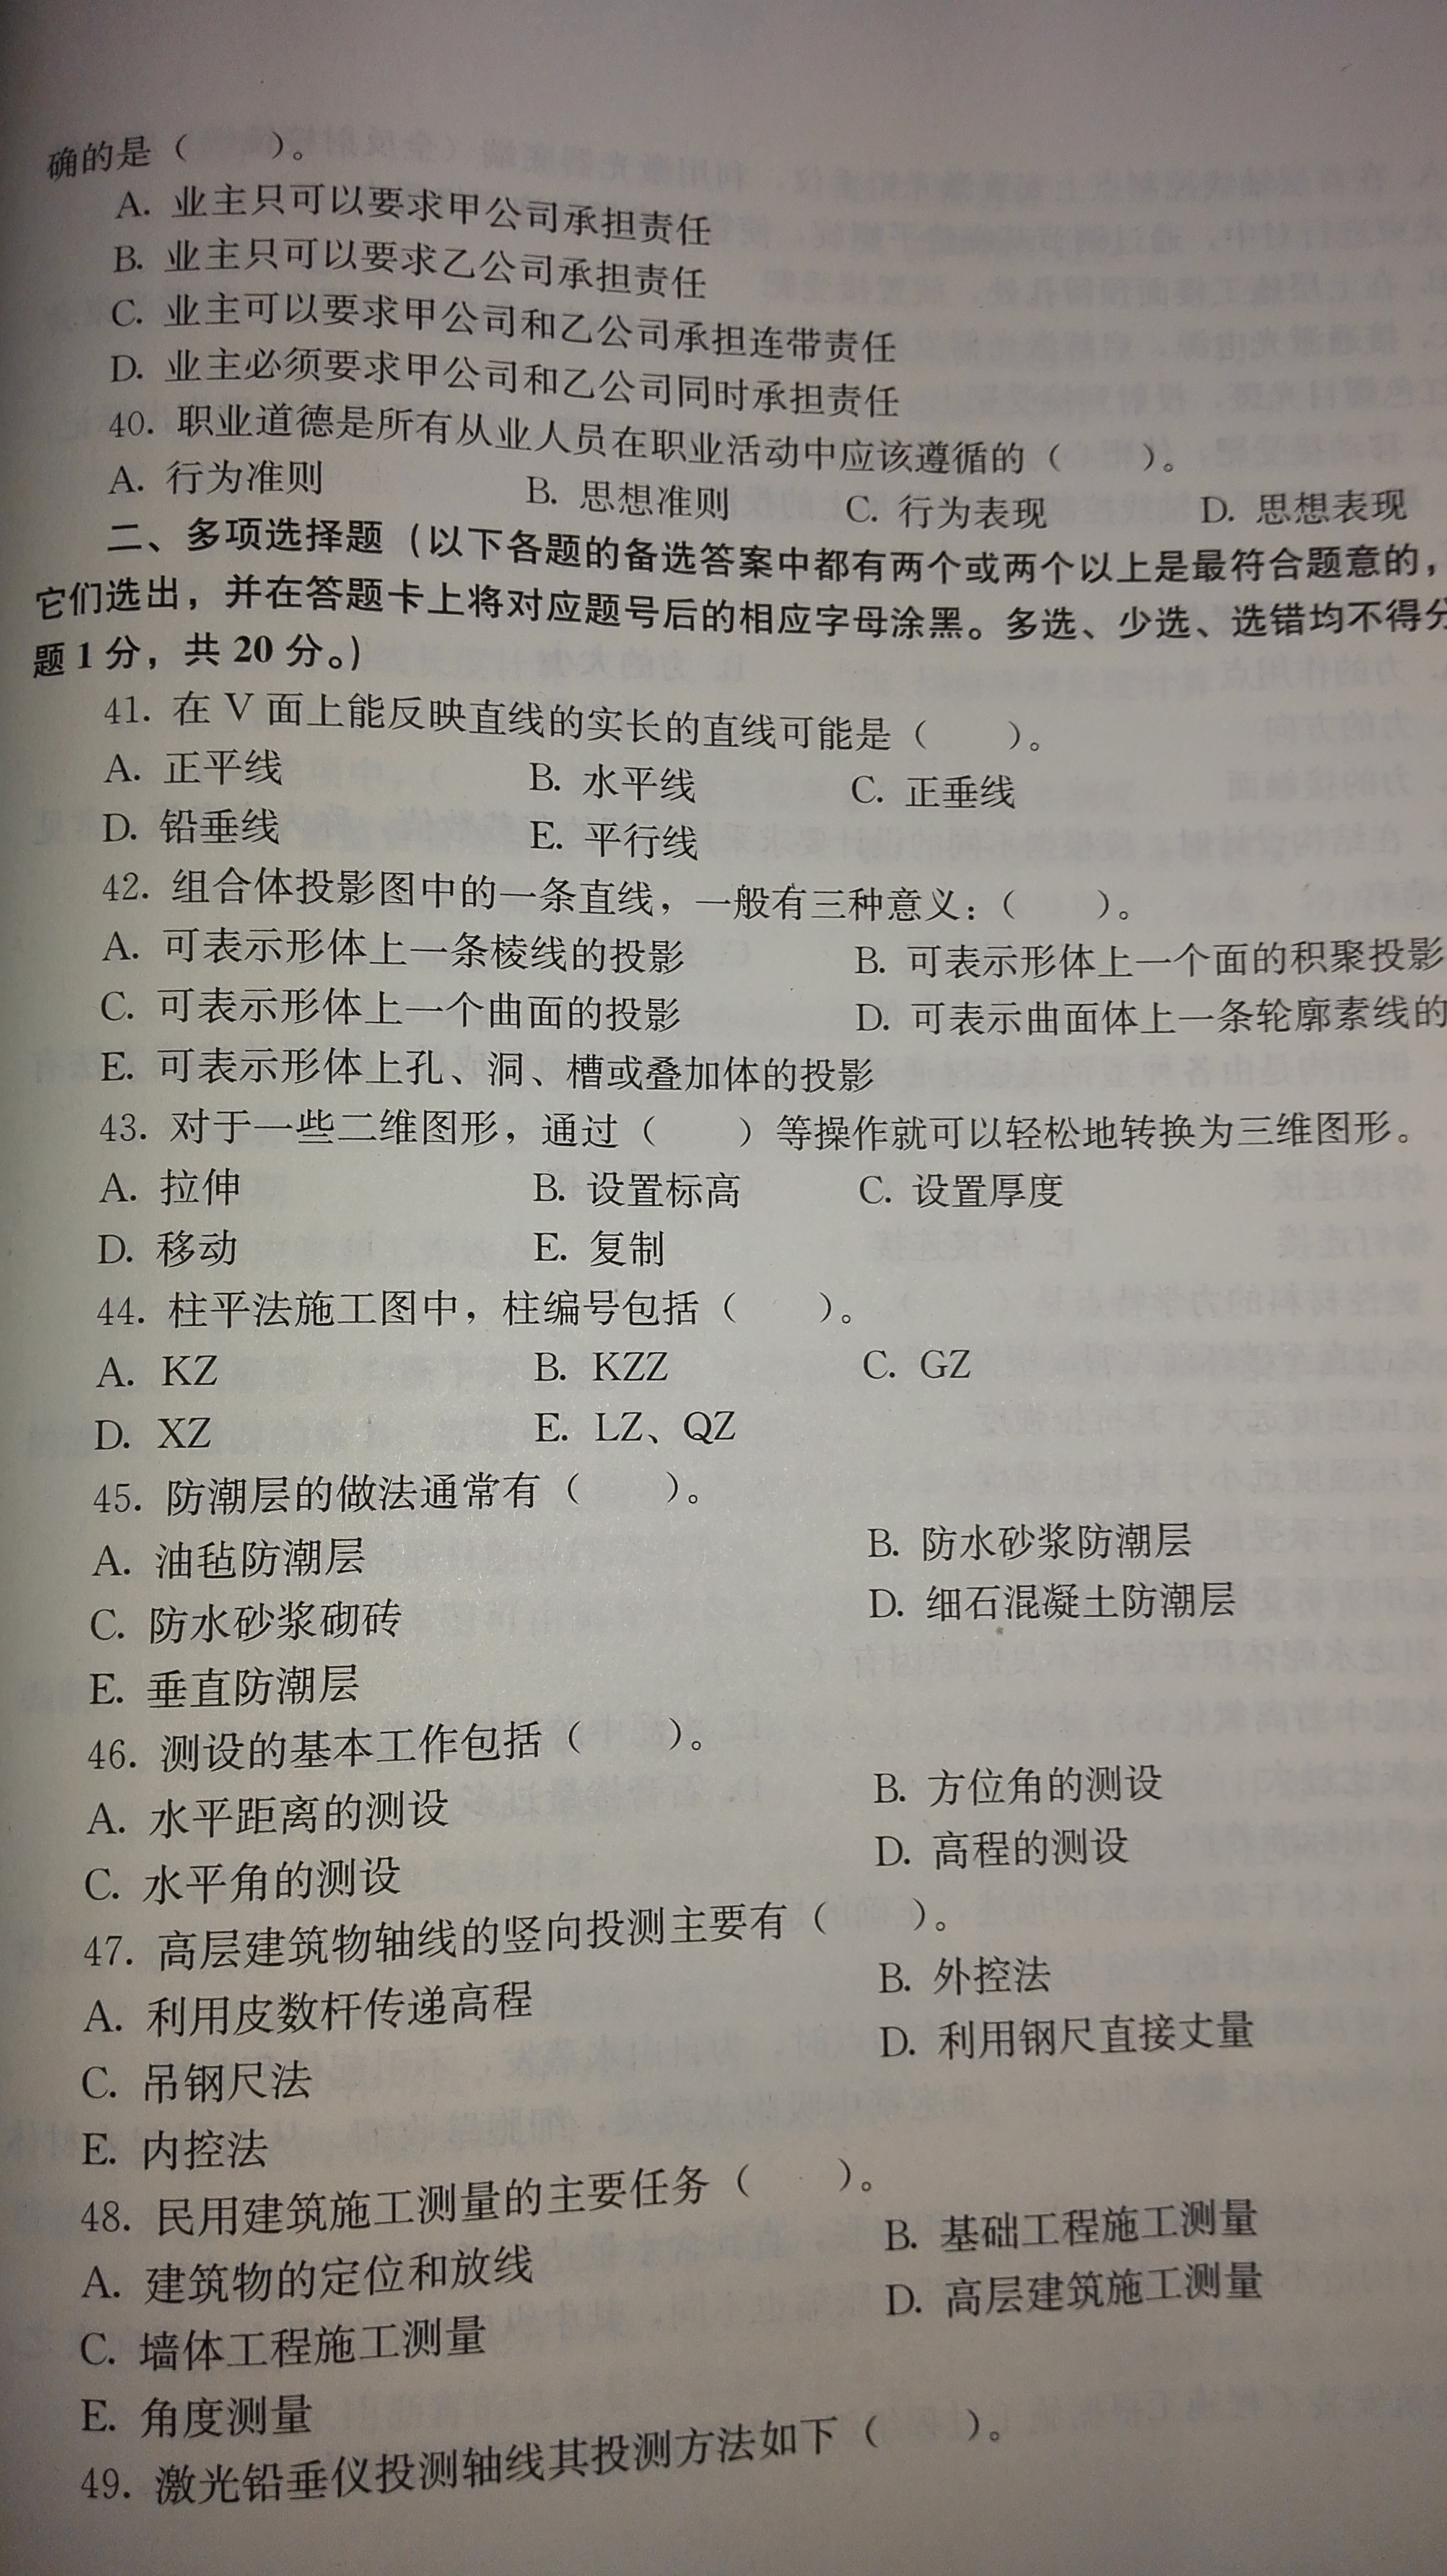 确的是（　　）。
A. 业主只可以要求甲公司承担责任
B. 业主只可以要求乙公司承担责任
C. 业主可以要求甲公司和乙公司承担连带责任
D. 业主必须要求甲公司和乙公司同时承担责任
40. 职业道德是所有从业人员在职业活动中应该遵循的（　　）。
A. 行为准则 B. 思想准则 C. 行为表现 D. 思想表现
二、多项选择题（以下各题的备选答案中都有两个或两个以上是最符合题意的，
它们选出，并在答题卡上将对应题号后的相应字母涂黑。多选、少选、选错均不得分
题 1 分，共 20 分。）
41. 在 V 面上能反映直线的实长的直线可能是（　　）。
A. 正平线 B. 水平线 C. 正垂线
D. 铅垂线 E. 平行线
42. 组合体投影图中的一条直线，一般有三种意义：（　　）。
A. 可表示形体上一条棱线的投影 B. 可表示形体上一个面的积聚投影
C. 可表示形体上一个曲面的投影 D. 可表示曲面体上一条轮廓素线的
E. 可表示形体上孔、洞、槽或叠加体的投影
43. 对于一些二维图形，通过（　　）等操作就可以轻松地转换为三维图形。
A. 拉伸 B. 设置标高 C. 设置厚度
D. 移动 E. 复制
44. 柱平法施工图中，柱编号包括（　　）。
A. KZ B. KZZ C. GZ
D. XZ E. LZ、QZ
45. 防潮层的做法通常有（　　）。
A. 油毡防潮层 B. 防水砂浆防潮层
C. 防水砂浆砌砖 D. 细石混凝土防潮层
E. 垂直防潮层
46. 测设的基本工作包括（　　）。
A. 水平距离的测设 B. 方位角的测设
C. 水平角的测设 D. 高程的测设
47. 高层建筑物轴线的竖向投测主要有（　　）。
A. 利用皮数杆传递高程 B. 外控法
C. 吊钢尺法 D. 利用钢尺直接丈量
E. 内控法
48. 民用建筑施工测量的主要任务（　　）。
A. 建筑物的定位和放线 B. 基础工程施工测量
C. 墙体工程施工测量 D. 高层建筑施工测量
E. 角度测量
49. 激光铅垂仪投测轴线其投测方法如下（　　）。